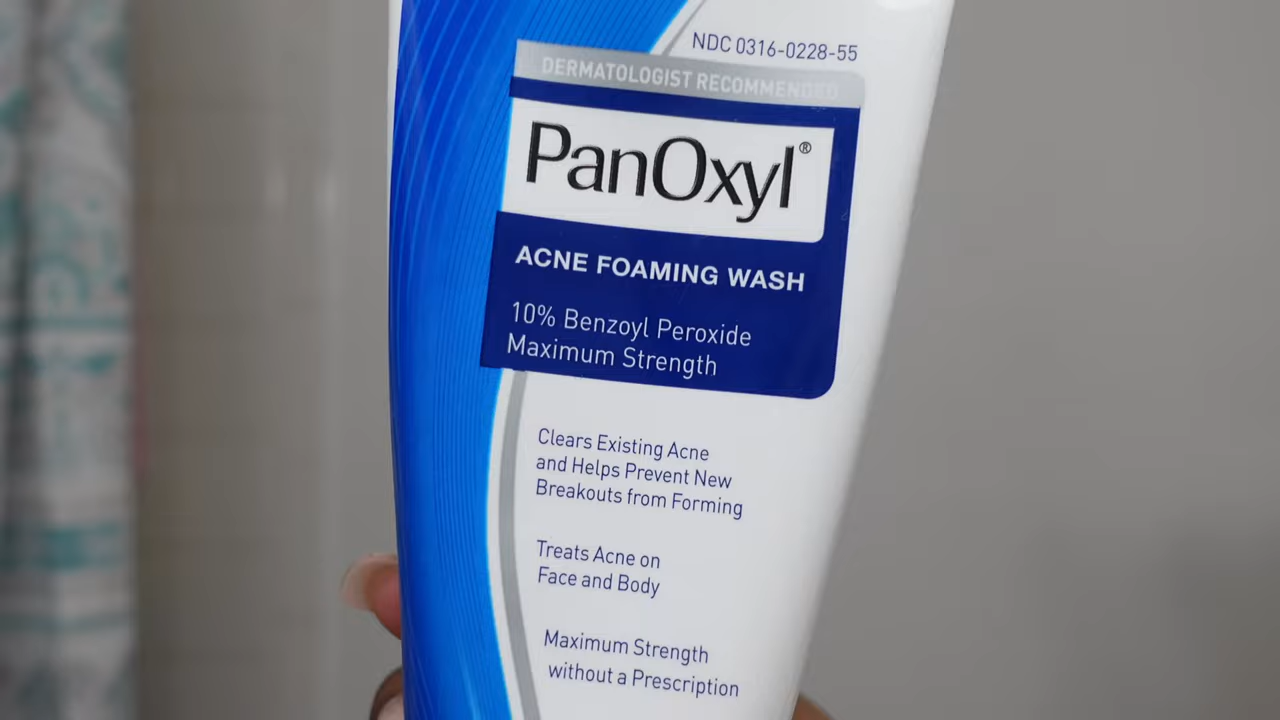 NDC 0316-0228-55
DERMATOLOGIST RECOMMENDED
PanOxyl®
ACNE FOAMING WASH
10% Benzoyl Peroxide
Maximum Strength
Clears Existing Acne
and Helps Prevent New
Breakouts from Forming
Treats Acne on
Face and Body
Maximum Strength
without a Prescription